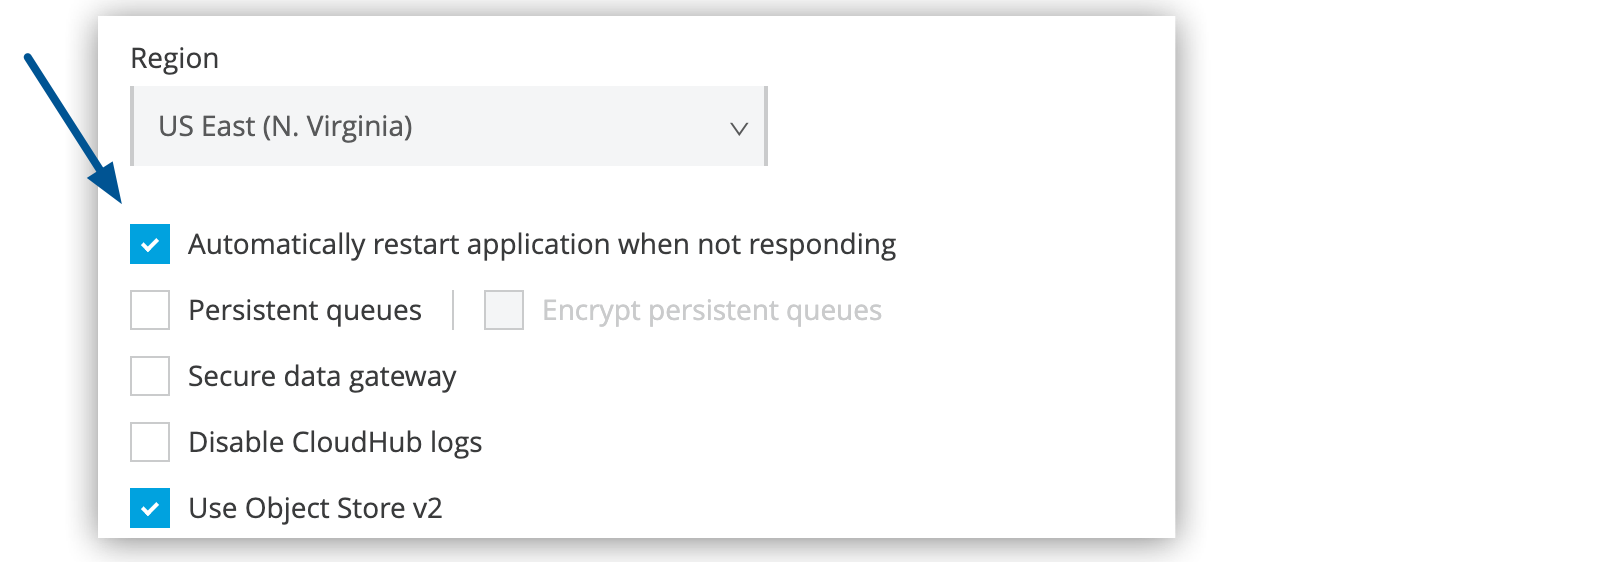 Region
US East (N. Virginia)
Automatically restart application when not responding
Persistent queues
Encrypt persistent queues
Secure data gateway
Disable CloudHub logs
Use Object Store v2